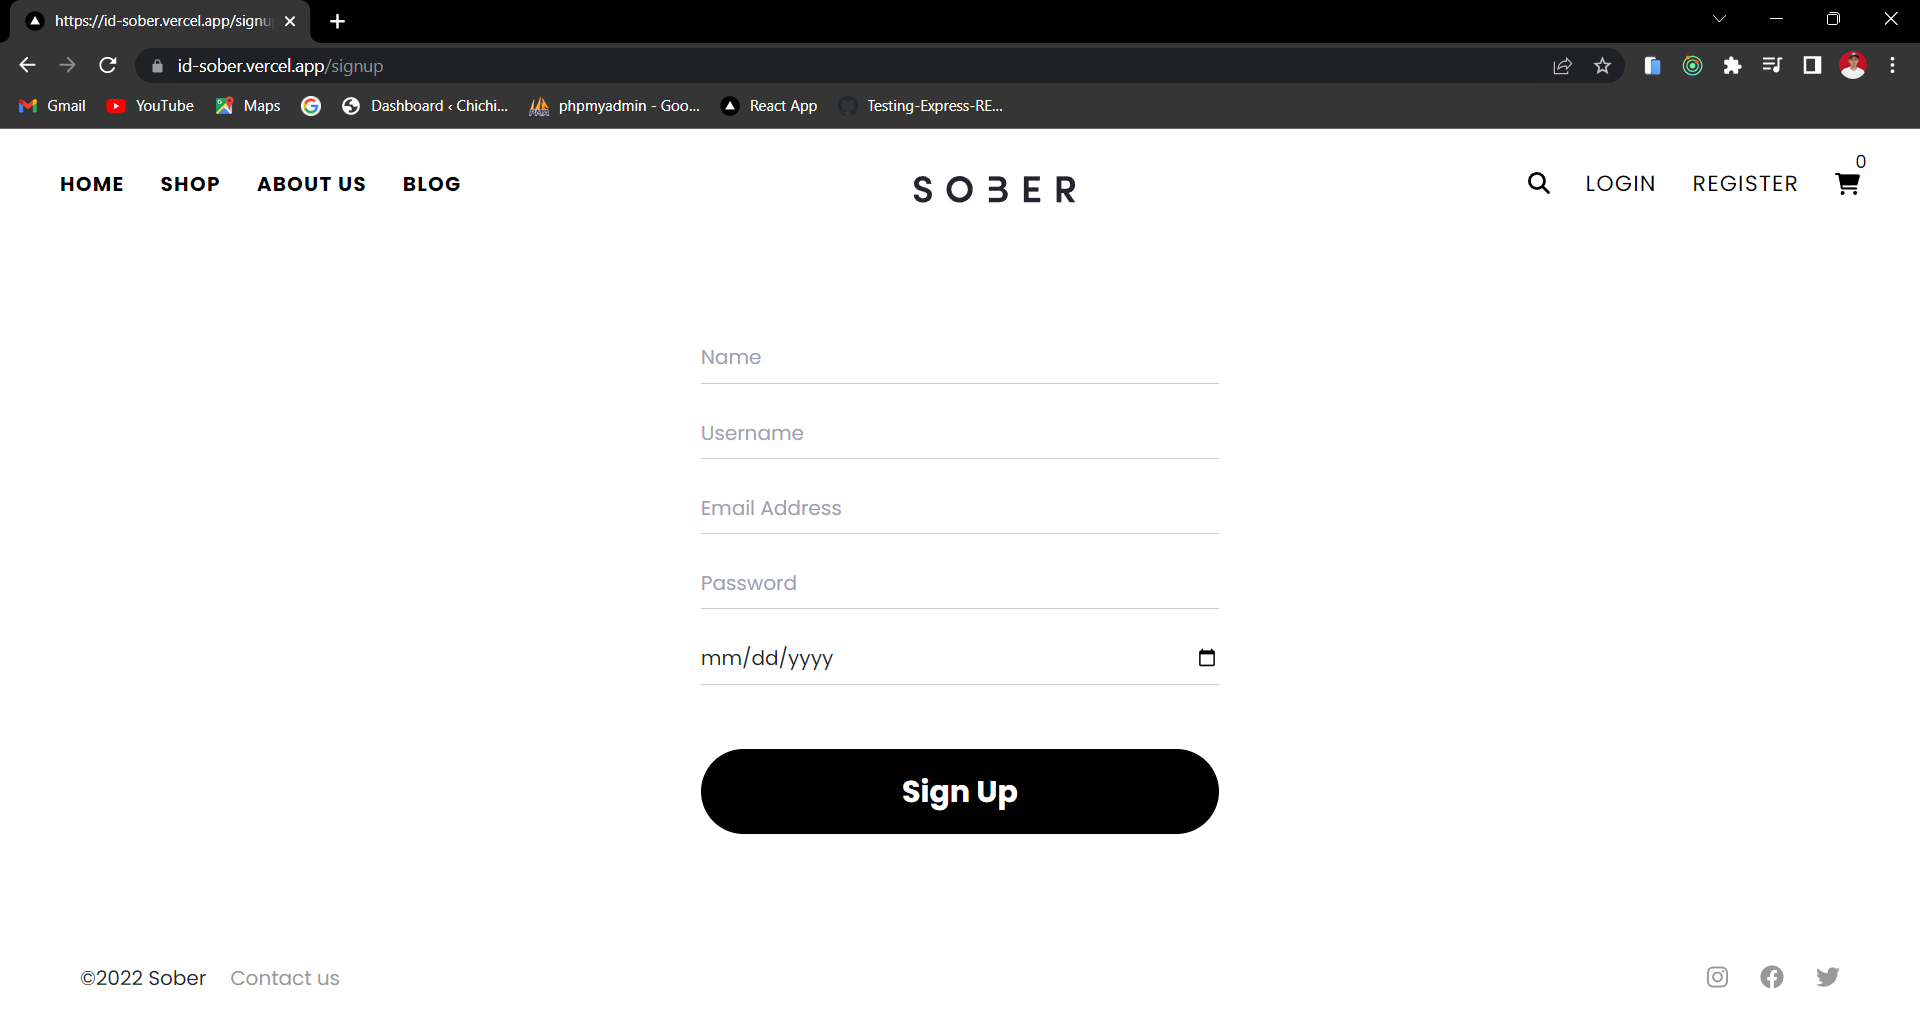 https://id-sober.vercel.app/signu
id-sober.vercel.app/signup
Gmail YouTube Maps Dashboard ‹ Chichi... phpmyadmin - Goo... React App Testing-Express-RE...
0
HOME SHOP ABOUT US BLOG SOBER LOGIN REGISTER
Name
Username
Email Address
Password
mm/dd/yyyy
Sign Up
©2022 Sober Contact us